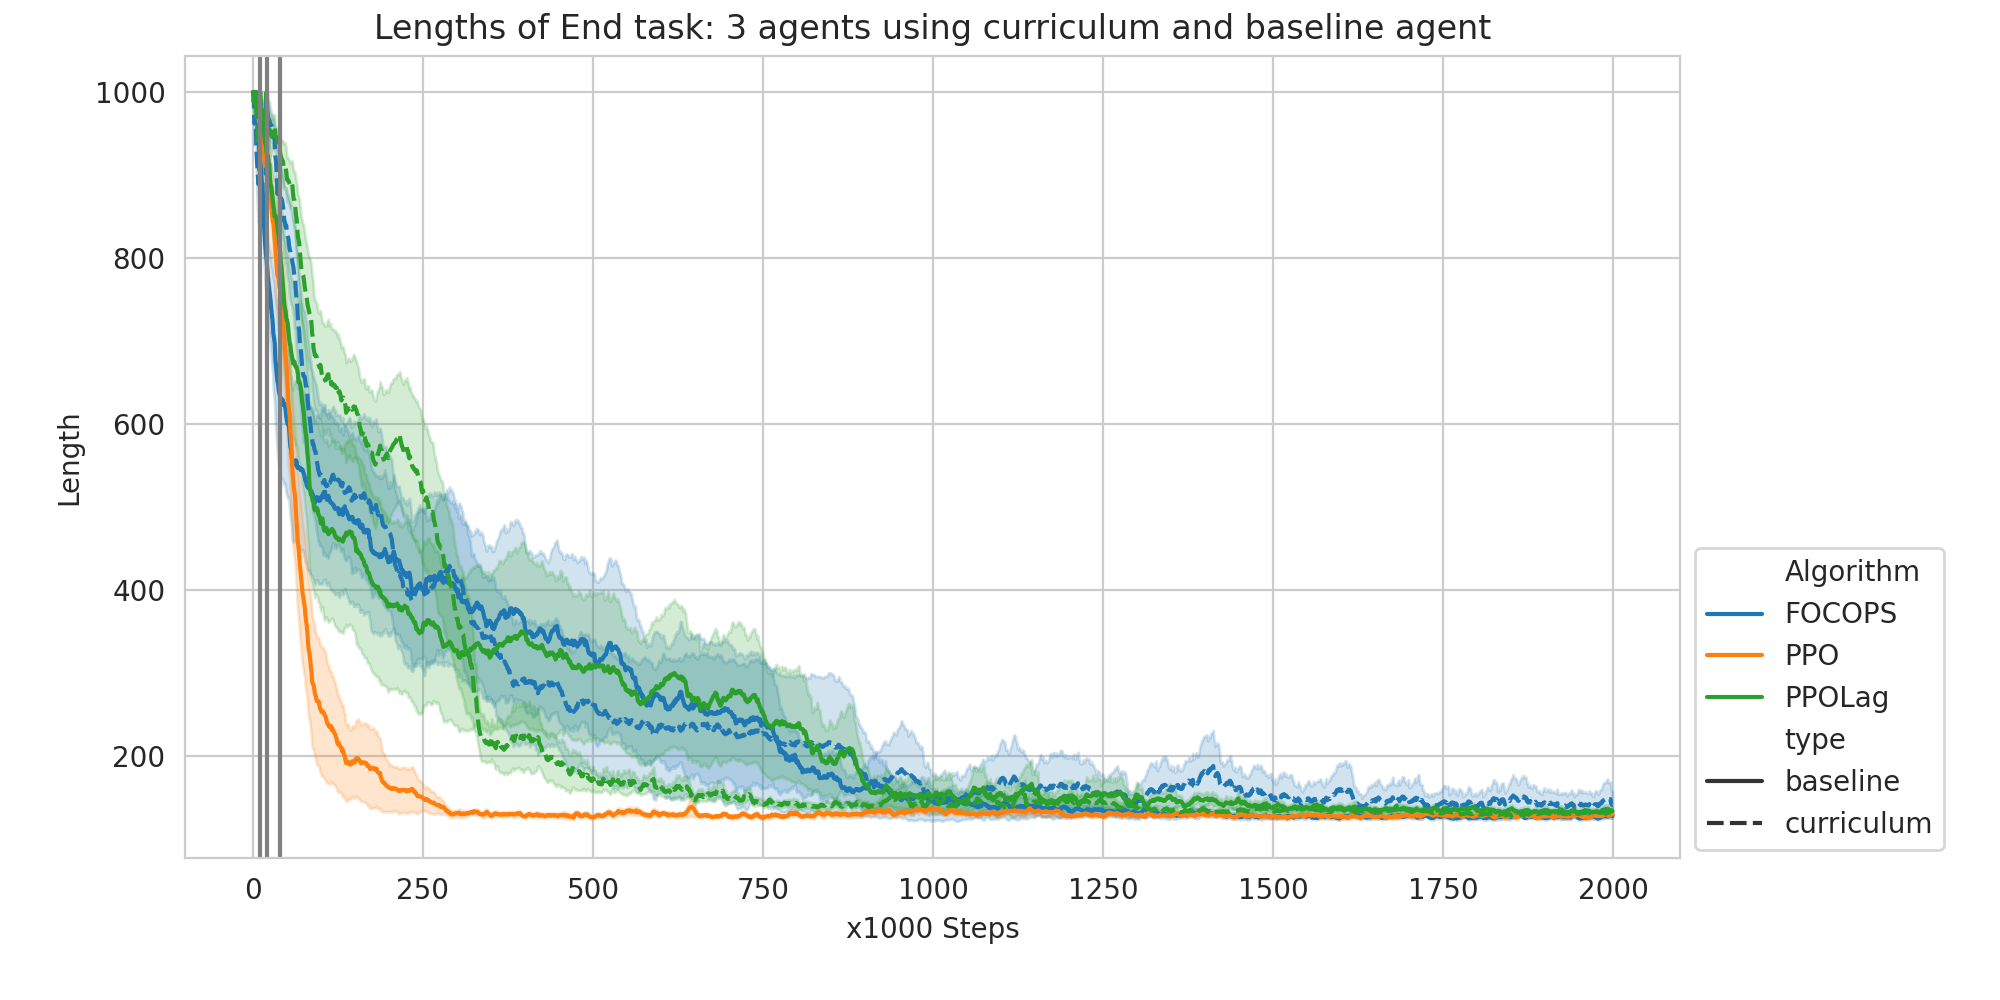 Lengths of End task: 3 agents using curriculum and baseline agent
1000
800
600
400
200
Length
0 250 500 750 1000 1250 1500 1750 2000
x1000 Steps
Algorithm
FOCOPS
PPO
PPOLag
type
baseline
curriculum